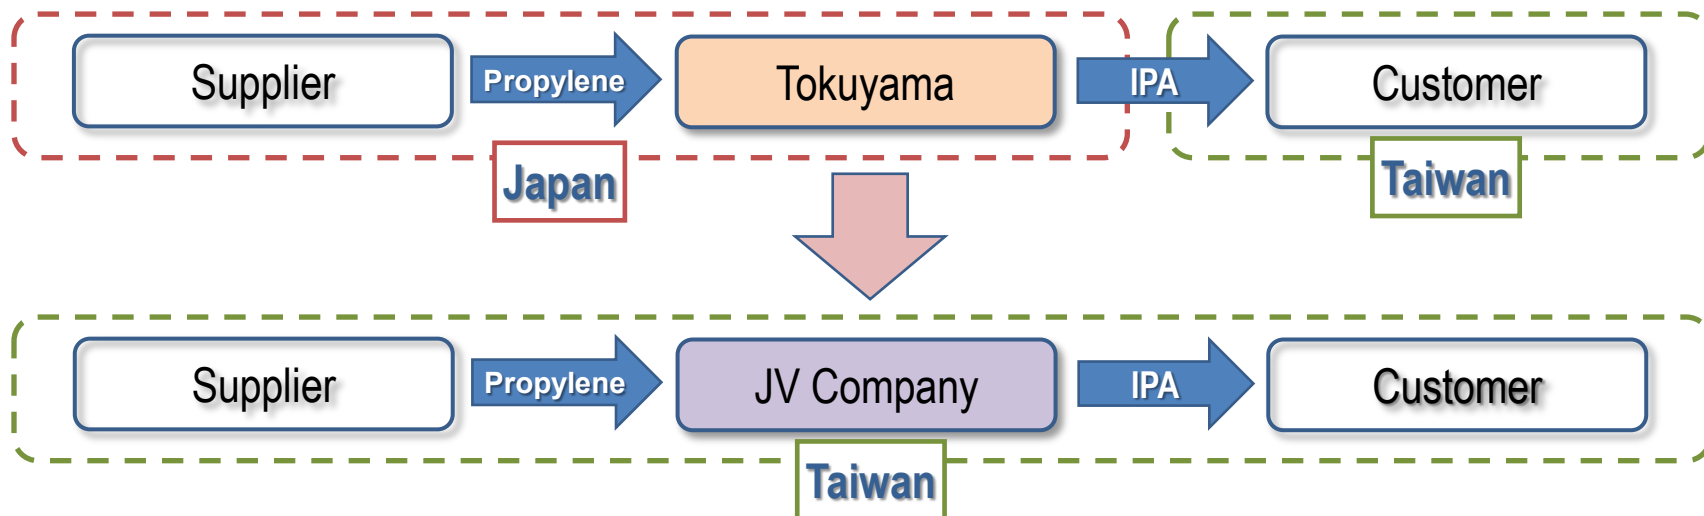 Supplier
Propylene
Tokuyama
IPA
Customer
Japan
Taiwan
Supplier
Propylene
JV Company
IPA
Customer
Taiwan